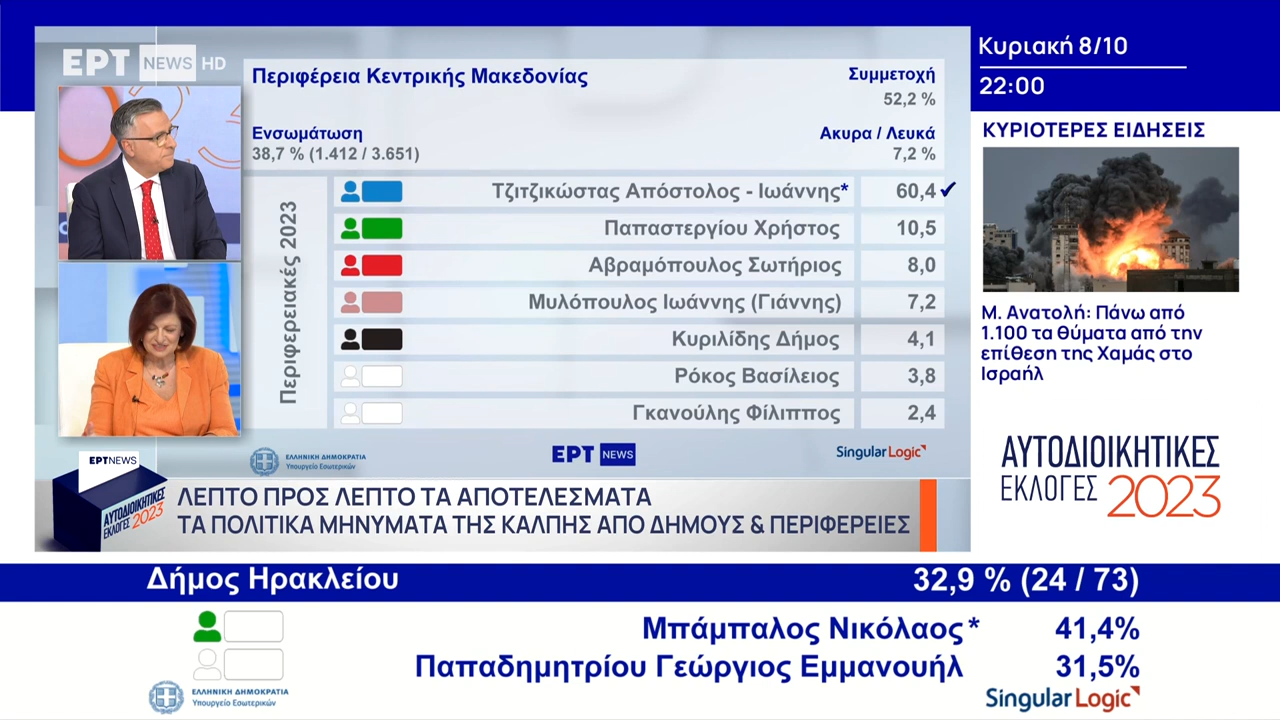 ΕΡΤ NEWS HD
Κυριακή 8/10
22:00
Περιφέρεια Κεντρικής Μακεδονίας
Συμμετοχή
52,2 %
Ενσωμάτωση
38,7 % (1.412 / 3.651)
Ακυρα / Λευκά
7,2 %
Περιφερειακές 2023
Τζιτζικώστας Απόστολος - Ιωάννης* 60,4 ✔
Παπαστεργίου Χρήστος 10,5
Αβραμόπουλος Σωτήριος 8,0
Μυλόπουλος Ιωάννης (Γιάννης) 7,2
Κυριλίδης Δήμος 4,1
Ρόκος Βασίλειος 3,8
Γκανούλης Φίλιππος 2,4
ΕΛΛΗΝΙΚΗ ΔΗΜΟΚΡΑΤΙΑ
Υπουργείο Εσωτερικών
ΕΡΤ NEWS
SingularLogic
ΚΥΡΙΟΤΕΡΕΣ ΕΙΔΗΣΕΙΣ
Μ. Ανατολή: Πάνω από
1.100 τα θύματα από την
επίθεση της Χαμάς στο
Ισραήλ
ΑΥΤΟΔΙΟΙΚΗΤΙΚΕΣ
ΕΚΛΟΓΕΣ 2023
ΕΡΤNEWS
ΑΥΤΟΔΙΟΙΚΗΤΙΚΕΣ
ΕΚΛΟΓΕΣ 2023
ΛΕΠΤΟ ΠΡΟΣ ΛΕΠΤΟ ΤΑ ΑΠΟΤΕΛΕΣΜΑΤΑ
ΤΑ ΠΟΛΙΤΙΚΑ ΜΗΝΥΜΑΤΑ ΤΗΣ ΚΑΛΠΗΣ ΑΠΟ ΔΗΜΟΥΣ & ΠΕΡΙΦΕΡΕΙΕΣ
Δήμος Ηρακλείου 32,9 % (24 / 73)
Μπάμπαλος Νικόλαος* 41,4%
Παπαδημητρίου Γεώργιος Εμμανουήλ 31,5%
ΕΛΛΗΝΙΚΗ ΔΗΜΟΚΡΑΤΙΑ
Υπουργείο Εσωτερικών
SingularLogic